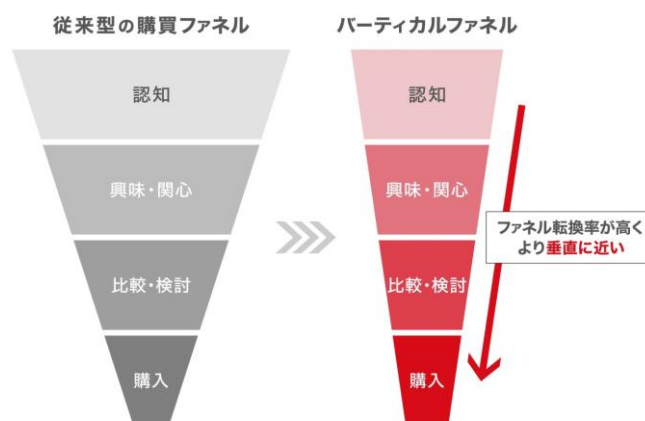 従来型の購買ファネル
バーティカルファネル
認知
興味・関心
比較・検討
購入
認知
興味・関心
比較・検討
購入
ファネル転換率が高く
より垂直に近い